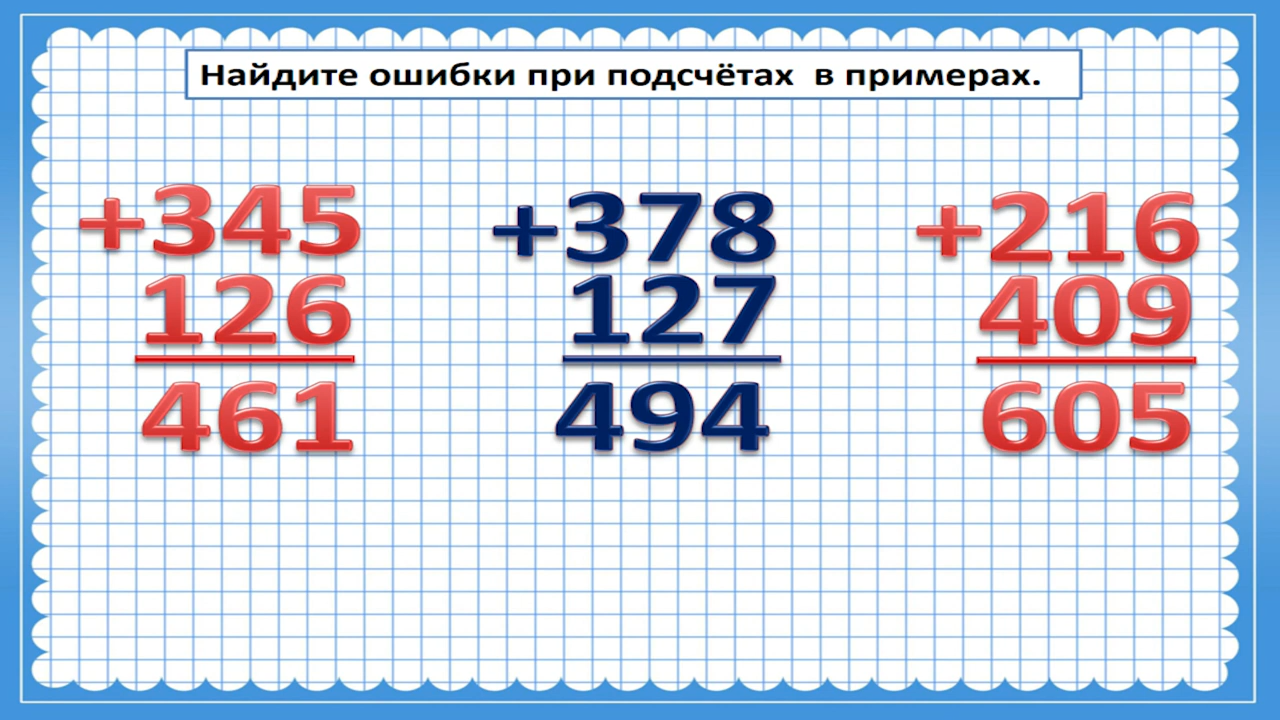 Найдите ошибки при подсчётах в примерах.
+345 +378 +216
126 127 409
461 494 605